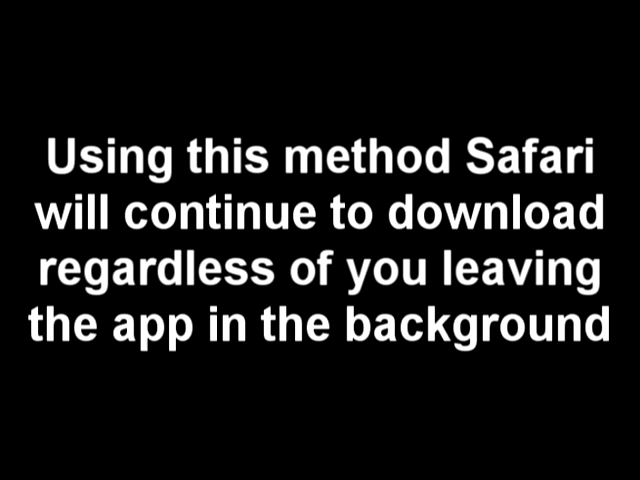 Using this method Safari
will continue to download
regardless of you leaving
the app in the background